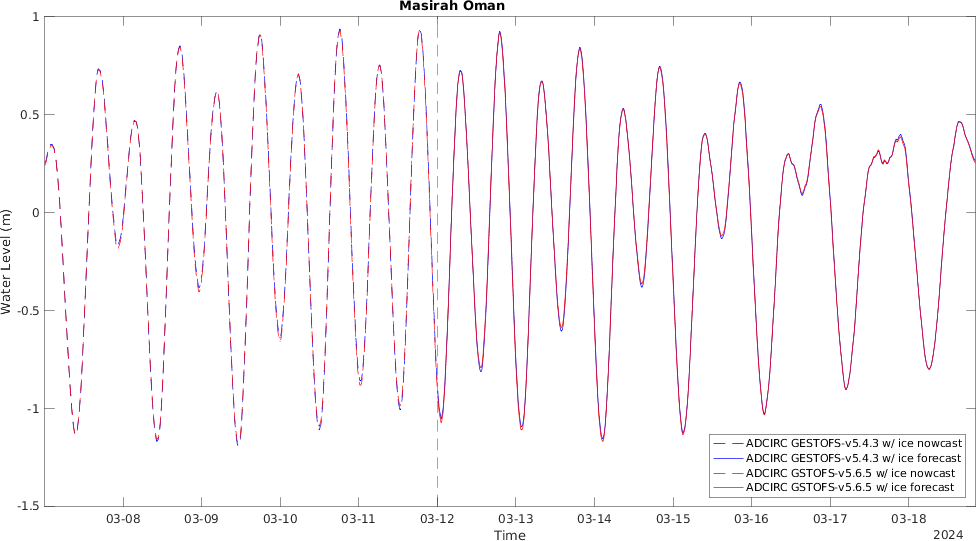 Masirah Oman
1
0.5
0
-0.5
-1
-1.5
Water Level (m)
ADCIRC GESTOFS-v5.4.3 w/ ice nowcast
ADCIRC GESTOFS-v5.4.3 w/ ice forecast
ADCIRC GSTOFS-v5.6.5 w/ ice nowcast
ADCIRC GSTOFS-v5.6.5 w/ ice forecast
03-08 03-09 03-10 03-11 03-12 03-13 03-14 03-15 03-16 03-17 03-18
Time
2024